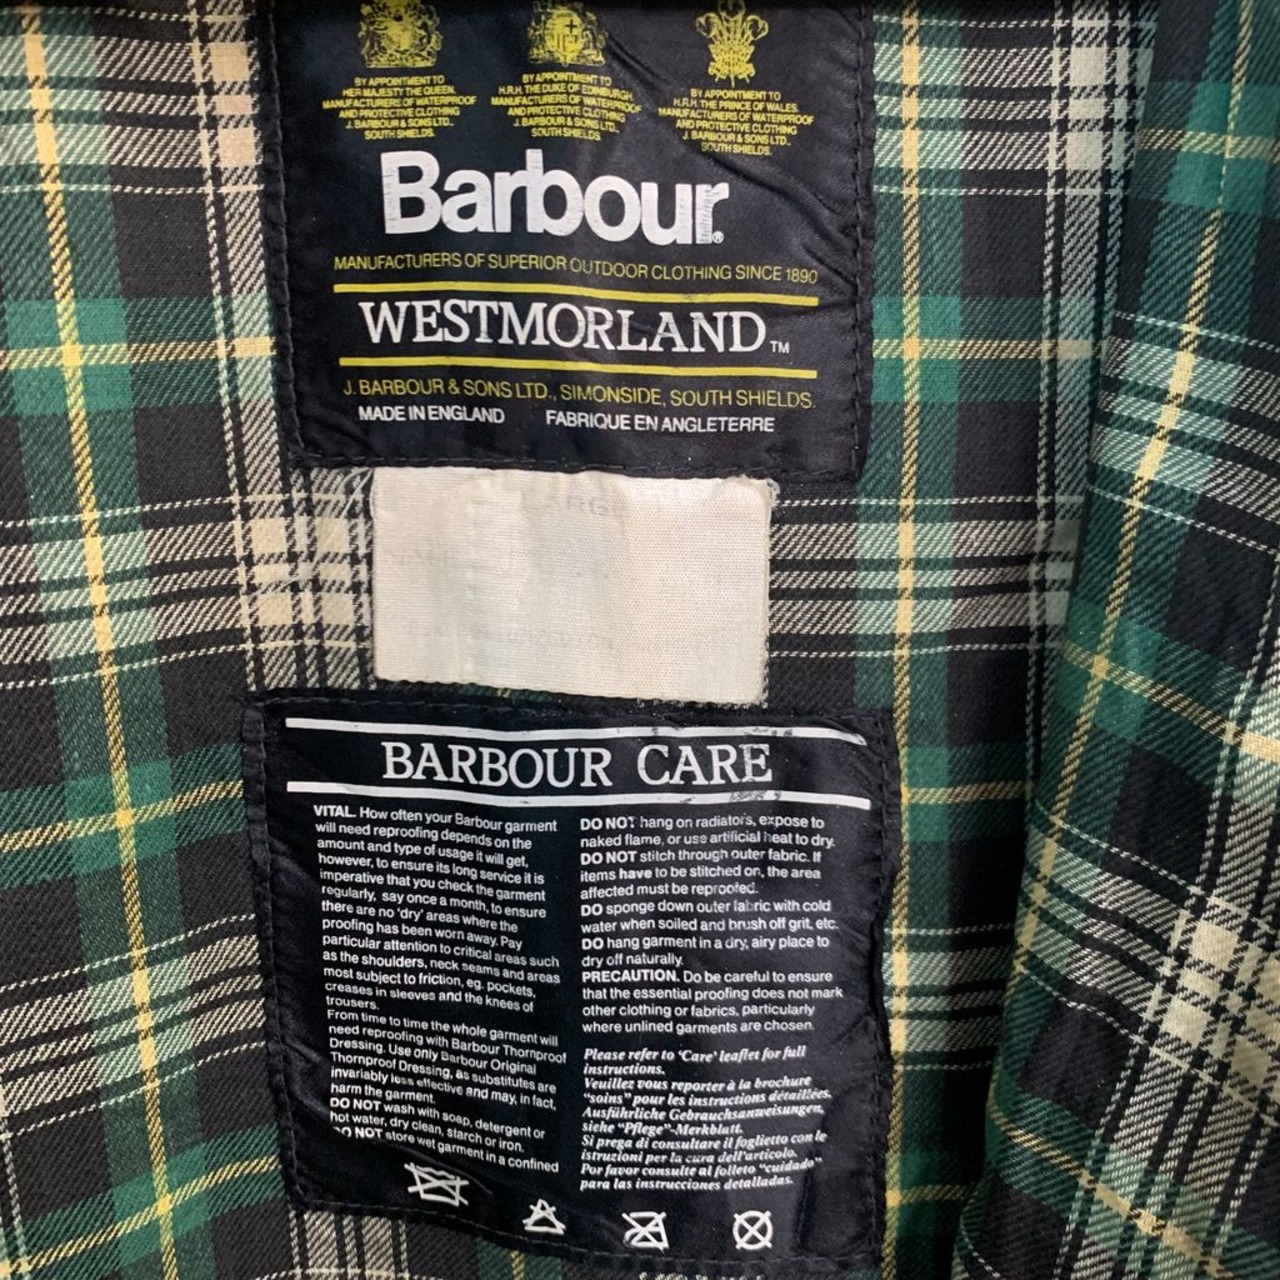 BY APPOINTMENT TO
HER MAJESTY THE QUEEN.
MANUFACTURERS OF WATERPROOF
AND PROTECTIVE CLOTHING
J. BARBOUR & SONS LTD.,
SOUTH SHIELDS.
BY APPOINTMENT TO
H.R.H. THE DUKE OF EDINBURGH.
MANUFACTURERS OF WATERPROOF
AND PROTECTIVE CLOTHING
J. BARBOUR & SONS LTD.,
SOUTH SHIELDS.
BY APPOINTMENT TO
H.R.H. THE PRINCE OF WALES.
MANUFACTURERS OF WATERPROOF
AND PROTECTIVE CLOTHING
J. BARBOUR & SONS LTD.,
SOUTH SHIELDS.
Barbour®
MANUFACTURERS OF SUPERIOR OUTDOOR CLOTHING SINCE 1890
WESTMORLAND™
J. BARBOUR & SONS LTD., SIMONSIDE, SOUTH SHIELDS.
MADE IN ENGLAND FABRIQUE EN ANGLETERRE
BARBOUR CARE
VITAL. How often your Barbour garment
will need reproofing depends on the
amount and type of usage it will get,
however, to ensure its long service it is
imperative that you check the garment
regularly, say once a month, to ensure
there are no 'dry' areas where the
proofing has been worn away. Pay
particular attention to critical areas such
as the shoulders, neck seams and areas
most subject to friction, eg. pockets,
creases in sleeves and the knees of
trousers.
From time to time the whole garment will
need reproofing with Barbour Thornproof
Dressing. Use only Barbour Original
Thornproof Dressing, as substitutes are
invariably less effective and may, in fact,
harm the garment.
DO NOT wash with soap, detergent or
hot water, dry clean, starch or iron.
DO NOT store wet garment in a confined
DO NOT hang on radiators, expose to
naked flame, or use artificial heat to dry.
DO NOT stitch through outer fabric. If
items have to be stitched on, the area
affected must be reproofed.
DO sponge down outer fabric with cold
water when soiled and brush off grit, etc.
DO hang garment in a dry, airy place to
dry off naturally.
PRECAUTION. Do be careful to ensure
that the essential proofing does not mark
other clothing or fabrics, particularly
where unlined garments are chosen.
Please refer to 'Care' leaflet for full
instructions.
Veuillez vous reporter à la brochure
"soins" pour les instructions détaillées.
Ausführliche Gebrauchsanweisungen,
siehe "Pflege"-Merkblatt.
Si prega di consultare il foglietto con le
istruzioni per la cura dell'articolo.
Por favor consulte al folleto "cuidado"
para las instrucciones detalladas.